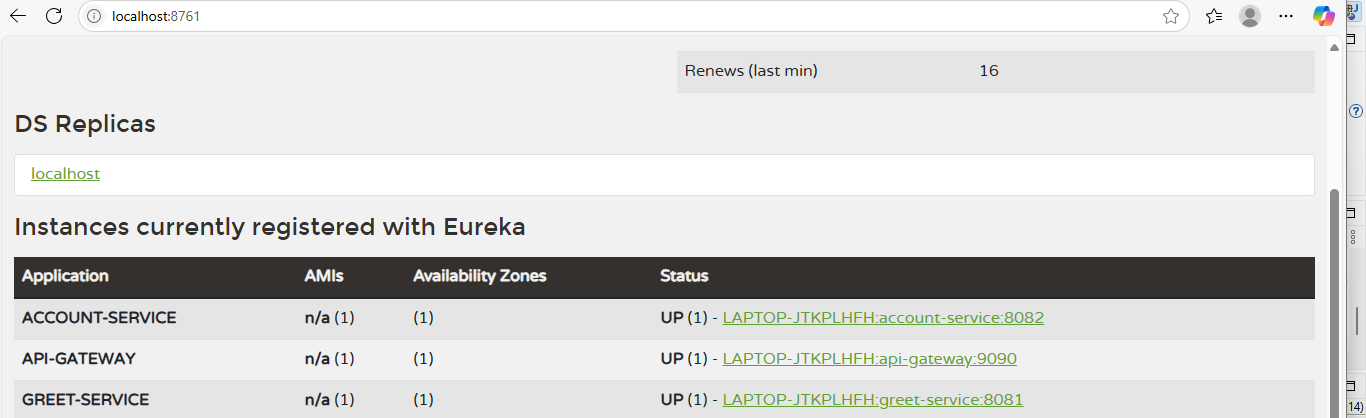 localhost:8761
Renews (last min) 16
DS Replicas
localhost
Instances currently registered with Eureka
Application AMIs Availability Zones Status
ACCOUNT-SERVICE n/a (1) (1) UP (1) - LAPTOP-JTKPLHFH:account-service:8082
API-GATEWAY n/a (1) (1) UP (1) - LAPTOP-JTKPLHFH:api-gateway:9090
GREET-SERVICE n/a (1) (1) UP (1) - LAPTOP-JTKPLHFH:greet-service:8081
14)